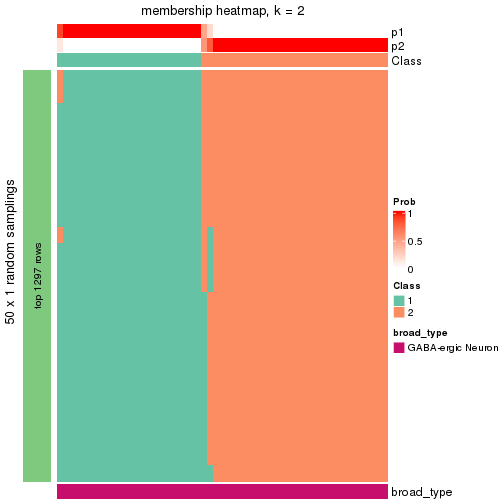 membership heatmap, k = 2
p1
p2
Class
50 x 1 random samplings
top 1297 rows
Prob
1
0.5
0
Class
1
2
broad_type
GABA-ergic Neuron
broad_type